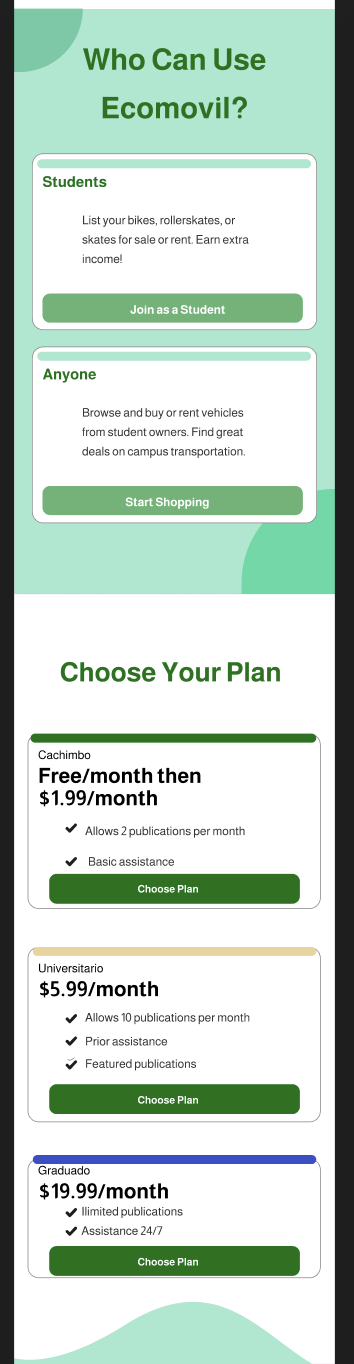 Who Can Use
Ecomovil?
Students
List your bikes, rollerskates, or
skates for sale or rent. Earn extra
income!
Join as a Student
Anyone
Browse and buy or rent vehicles
from student owners. Find great
deals on campus transportation.
Start Shopping
Choose Your Plan
Cachimbo
Free/month then
$1.99/month
Allows 2 publications per month
Basic assistance
Choose Plan
Universitario
$5.99/month
Allows 10 publications per month
Prior assistance
Featured publications
Choose Plan
Graduado
$19.99/month
Ilimited publications
Assistance 24/7
Choose Plan